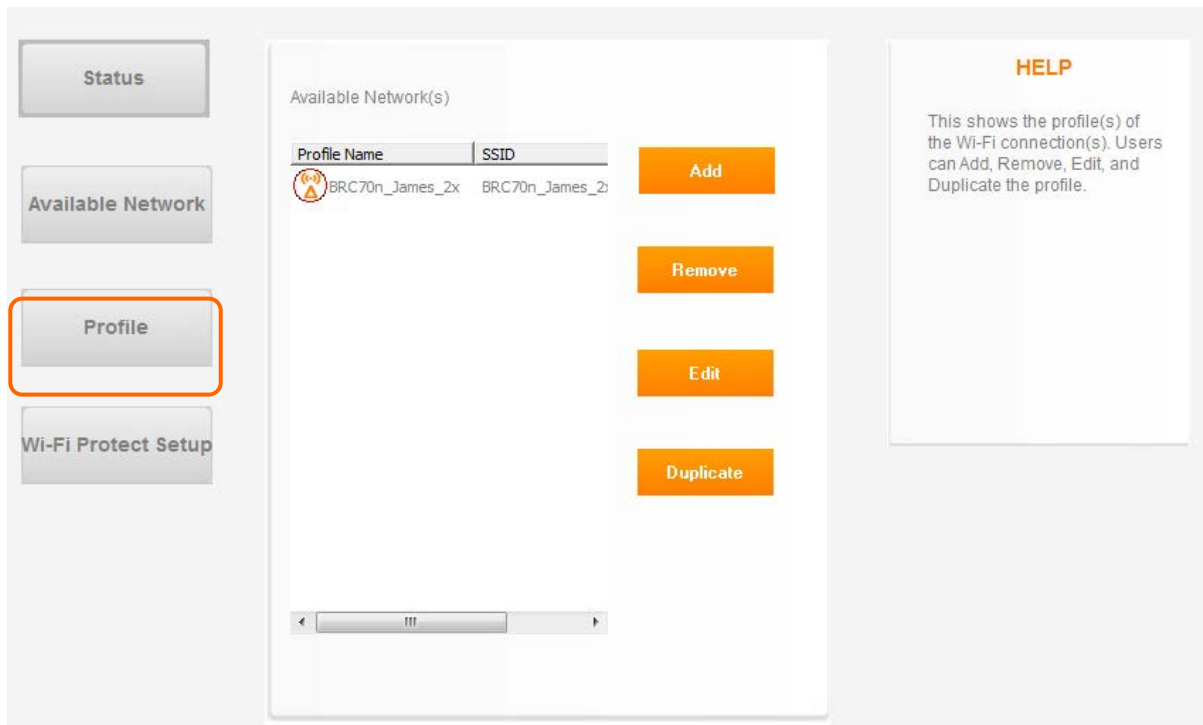 Status
Available Network
Profile
Wi-Fi Protect Setup
Available Network(s)
Profile Name SSID
BRC70n_James_2x BRC70n_James_2
Add
Remove
Edit
Duplicate
HELP
This shows the profile(s) of
the Wi-Fi connection(s). Users
can Add, Remove, Edit, and
Duplicate the profile.